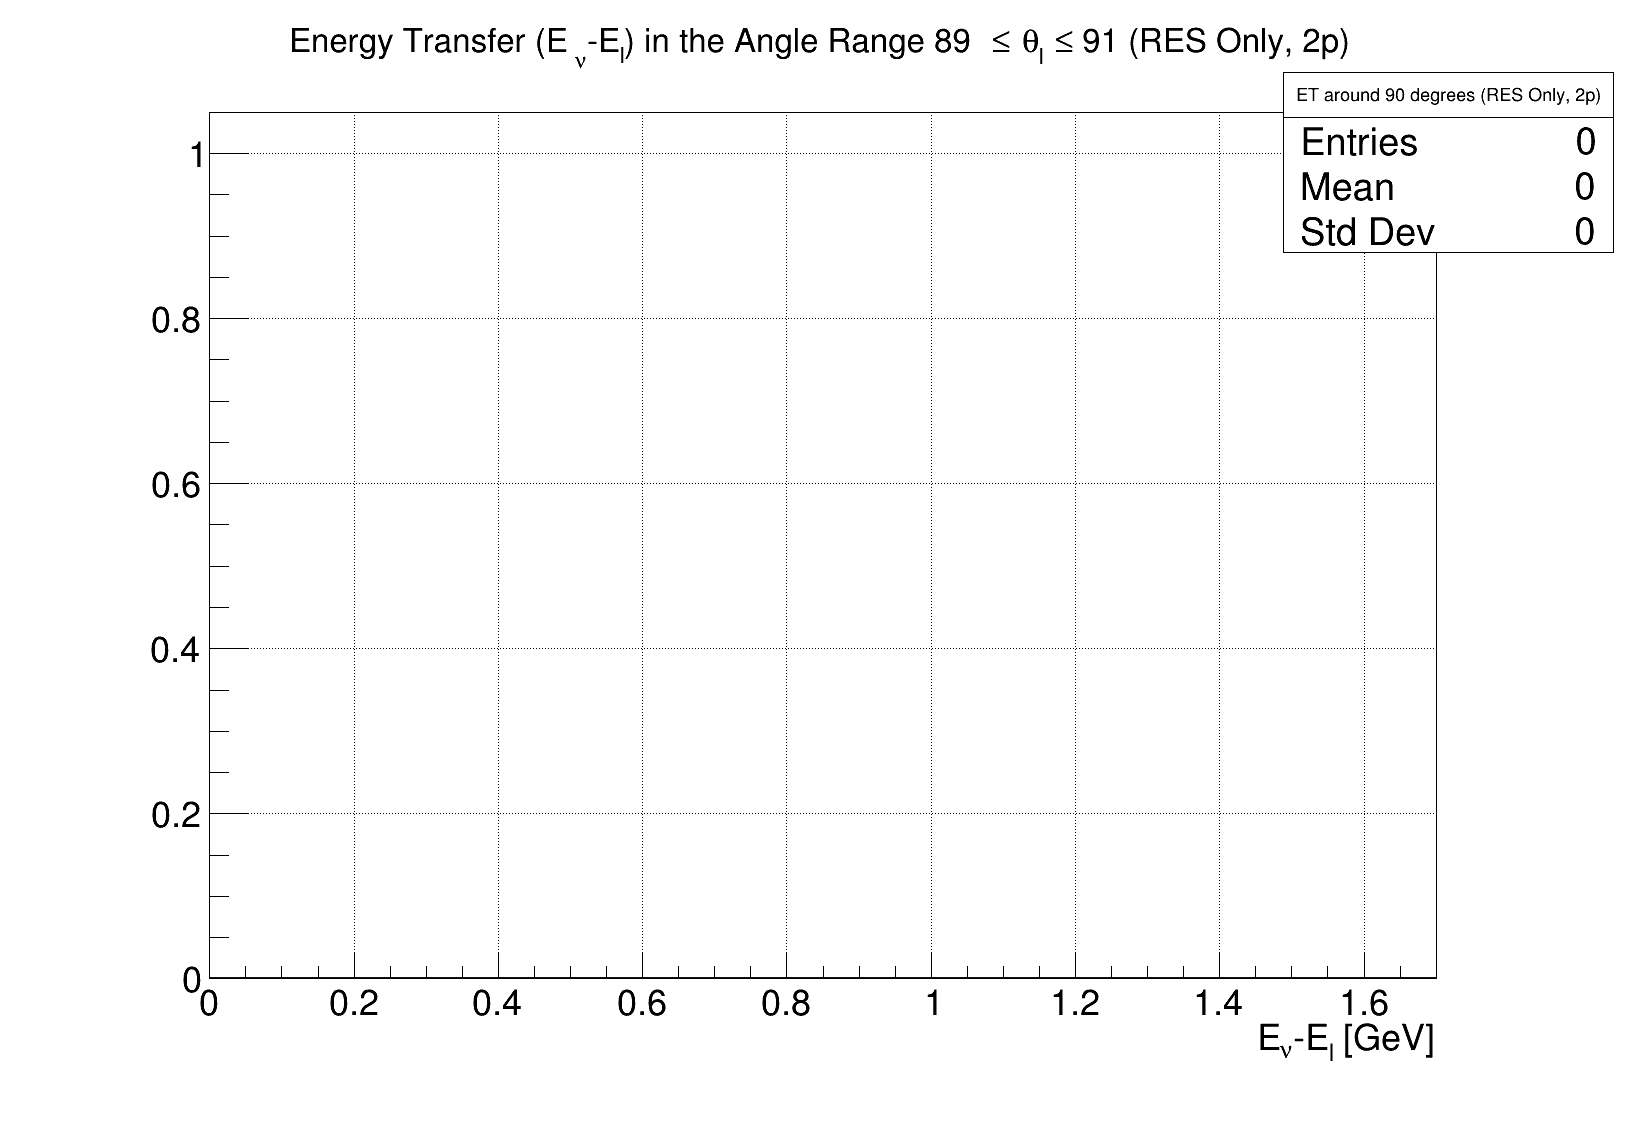 Energy Transfer (E ν-El) in the Angle Range 89 ≤ θl ≤ 91 (RES Only, 2p)
ET around 90 degrees (RES Only, 2p)
Entries 0
Mean 0
Std Dev 0
1
0.8
0.6
0.4
0.2
0
0 0.2 0.4 0.6 0.8 1 1.2 1.4 1.6
Eν-El [GeV]